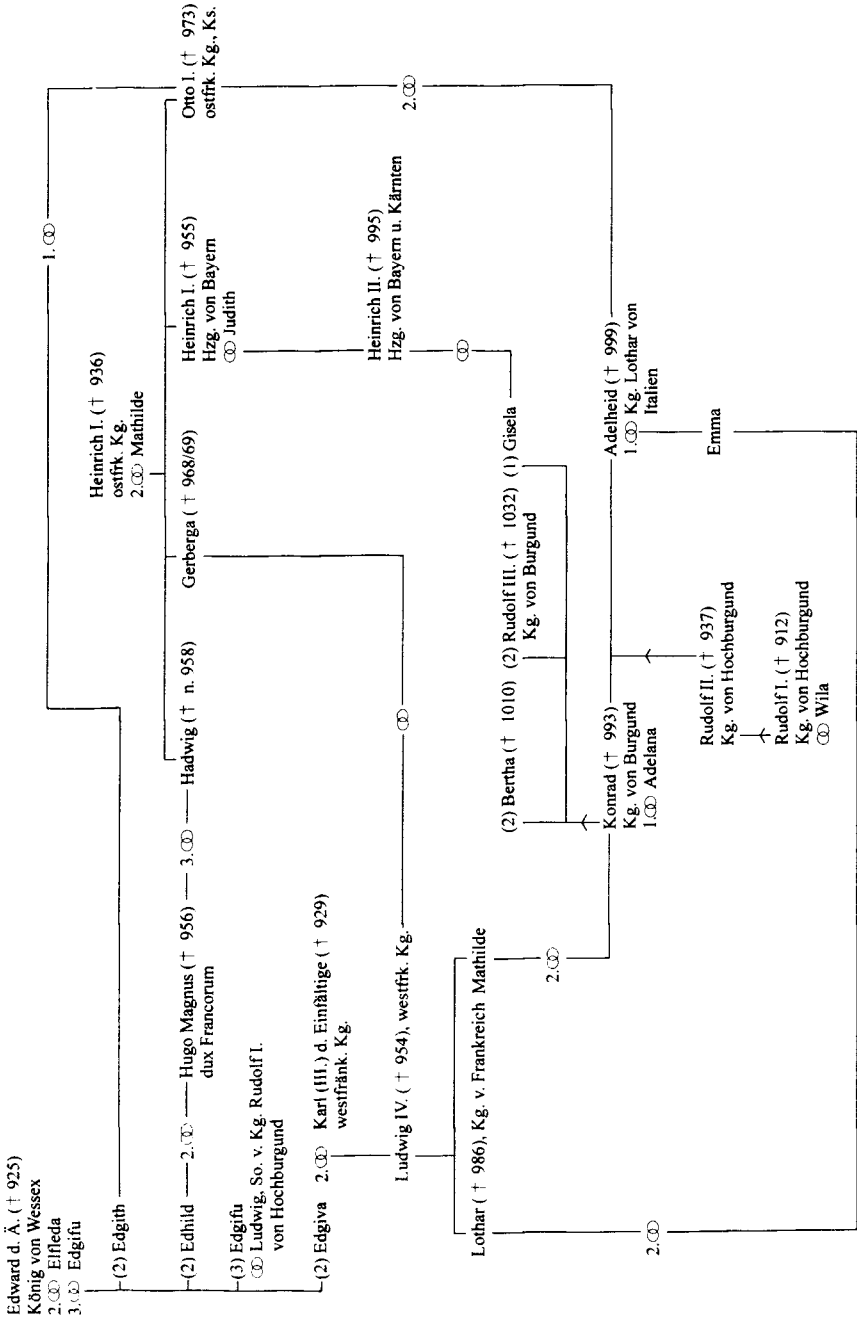 Edward d. Ä. († 925)
König von Wessex
2. ⚭ Elfleda
3. ⚭ Edgifu
(2) Edgith
1. ⚭
(2) Edhild
2. ⚭
Hugo Magnus († 956)
dux Francorum
3. ⚭
Hadwig († n. 958)
(3) Edgifu
⚭ Ludwig, So. v. Kg. Rudolf I.
von Hochburgund
(2) Edgiva
2. ⚭
Karl (III.) d. Einfältige († 929)
westfränk. Kg.
Heinrich I. († 936)
ostfrk. Kg.
2. ⚭ Mathilde
Gerberga († 968/69)
Heinrich I. († 955)
Hzg. von Bayern
⚭ Judith
Otto I. († 973)
ostfrk. Kg., Ks.
2. ⚭
Ludwig IV. († 954), westfrk. Kg.
⚭
Heinrich II. († 995)
Hzg. von Bayern u. Kärnten
⚭
Lothar († 986), Kg. v. Frankreich
Mathilde
2. ⚭
(2) Bertha († 1010)
(2) Rudolf III. († 1032)
Kg. von Burgund
(1) Gisela
Konrad († 993)
Kg. von Burgund
1. ⚭ Adelana
Adelheid († 999)
1. ⚭ Kg. Lothar von
Italien
Rudolf II. († 937)
Kg. von Hochburgund
Rudolf I. († 912)
Kg. von Hochburgund
⚭ Wila
Emma
2. ⚭